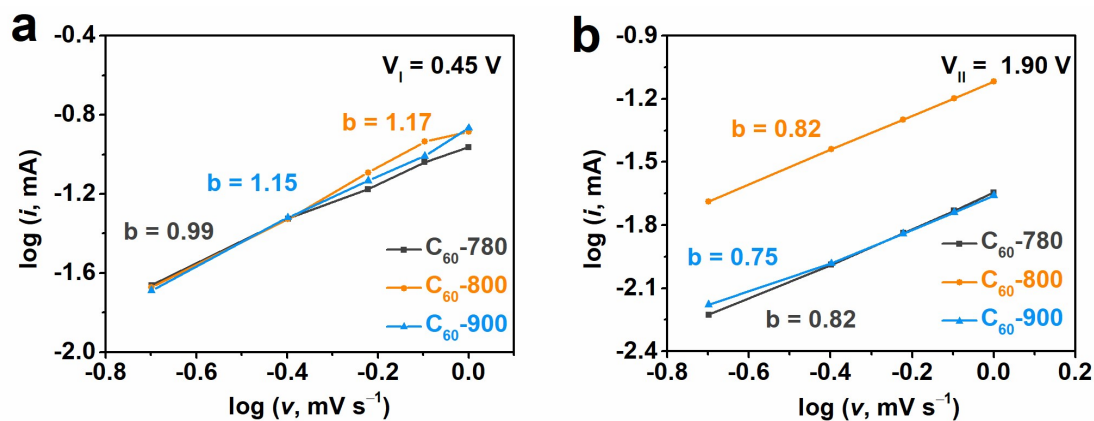 a
-0.4
-0.8
-1.2
-1.6
-2.0
log (i, mA)
V_I = 0.45 V
b = 1.17
b = 1.15
b = 0.99
C₆₀-780
C₆₀-800
C₆₀-900
-0.8 -0.6 -0.4 -0.2 0.0
log (v, mV s⁻¹)
b
-0.9
-1.2
-1.5
-1.8
-2.1
-2.4
log (i, mA)
V_II = 1.90 V
b = 0.82
b = 0.75
b = 0.82
C₆₀-780
C₆₀-800
C₆₀-900
-0.8 -0.6 -0.4 -0.2 0.0 0.2
log (v, mV s⁻¹)